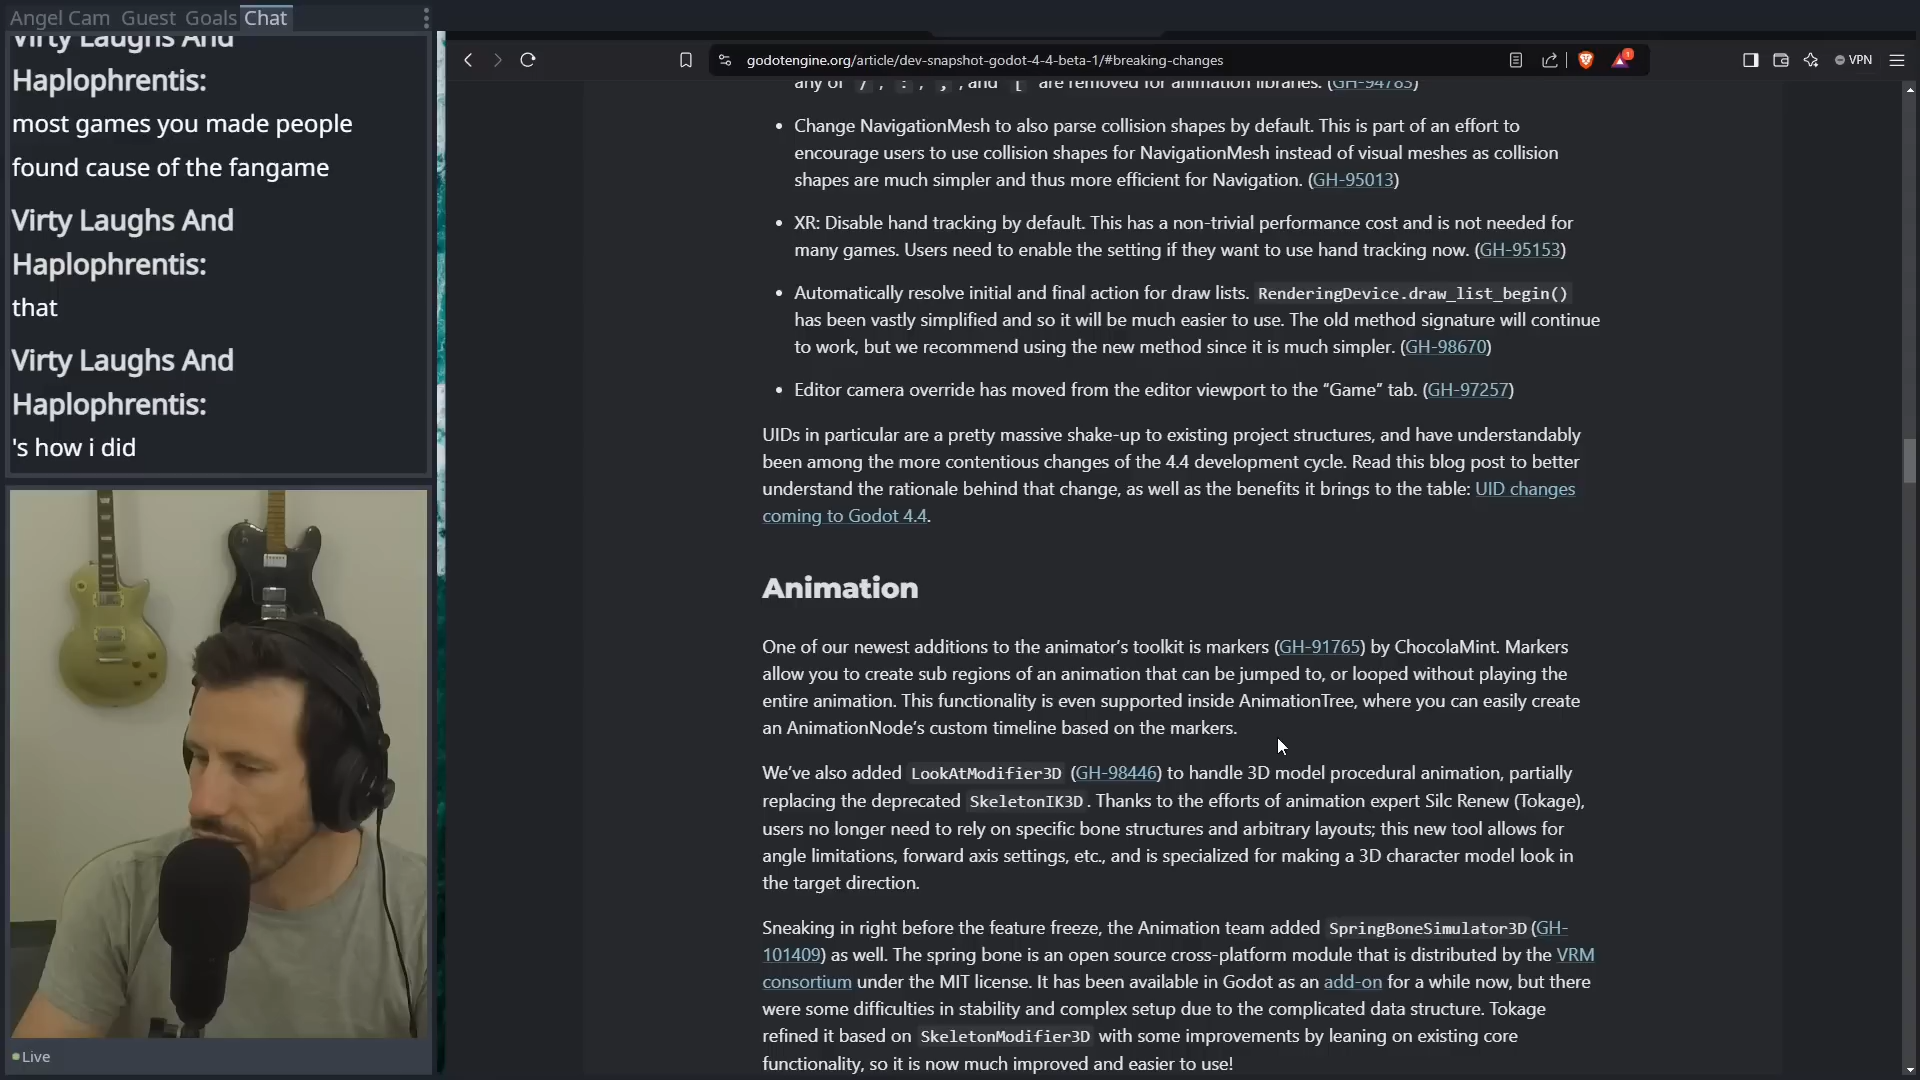 Angel Cam Guest Goals Chat
Virty Laughs And
Haplophrentis:
most games you made people
found cause of the fangame
Virty Laughs And
Haplophrentis:
that
Virty Laughs And
Haplophrentis:
's how i did
Live
godotengine.org/article/dev-snapshot-godot-4-4-beta-1/#breaking-changes
1
VPN
any of / , : , , , and [ are removed for animation libraries. (GH-94783)
• Change NavigationMesh to also parse collision shapes by default. This is part of an effort to
encourage users to use collision shapes for NavigationMesh instead of visual meshes as collision
shapes are much simpler and thus more efficient for Navigation. (GH-95013)
• XR: Disable hand tracking by default. This has a non-trivial performance cost and is not needed for
many games. Users need to enable the setting if they want to use hand tracking now. (GH-95153)
• Automatically resolve initial and final action for draw lists. RenderingDevice.draw_list_begin()
has been vastly simplified and so it will be much easier to use. The old method signature will continue
to work, but we recommend using the new method since it is much simpler. (GH-98670)
• Editor camera override has moved from the editor viewport to the “Game” tab. (GH-97257)
UIDs in particular are a pretty massive shake-up to existing project structures, and have understandably
been among the more contentious changes of the 4.4 development cycle. Read this blog post to better
understand the rationale behind that change, as well as the benefits it brings to the table: UID changes
coming to Godot 4.4.
Animation
One of our newest additions to the animator’s toolkit is markers (GH-91765) by ChocolaMint. Markers
allow you to create sub regions of an animation that can be jumped to, or looped without playing the
entire animation. This functionality is even supported inside AnimationTree, where you can easily create
an AnimationNode’s custom timeline based on the markers.
We’ve also added LookAtModifier3D (GH-98446) to handle 3D model procedural animation, partially
replacing the deprecated SkeletonIK3D. Thanks to the efforts of animation expert Silc Renew (Tokage),
users no longer need to rely on specific bone structures and arbitrary layouts; this new tool allows for
angle limitations, forward axis settings, etc., and is specialized for making a 3D character model look in
the target direction.
Sneaking in right before the feature freeze, the Animation team added SpringBoneSimulator3D (GH-
101409) as well. The spring bone is an open source cross-platform module that is distributed by the VRM
consortium under the MIT license. It has been available in Godot as an add-on for a while now, but there
were some difficulties in stability and complex setup due to the complicated data structure. Tokage
refined it based on SkeletonModifier3D with some improvements by leaning on existing core
functionality, so it is now much improved and easier to use!